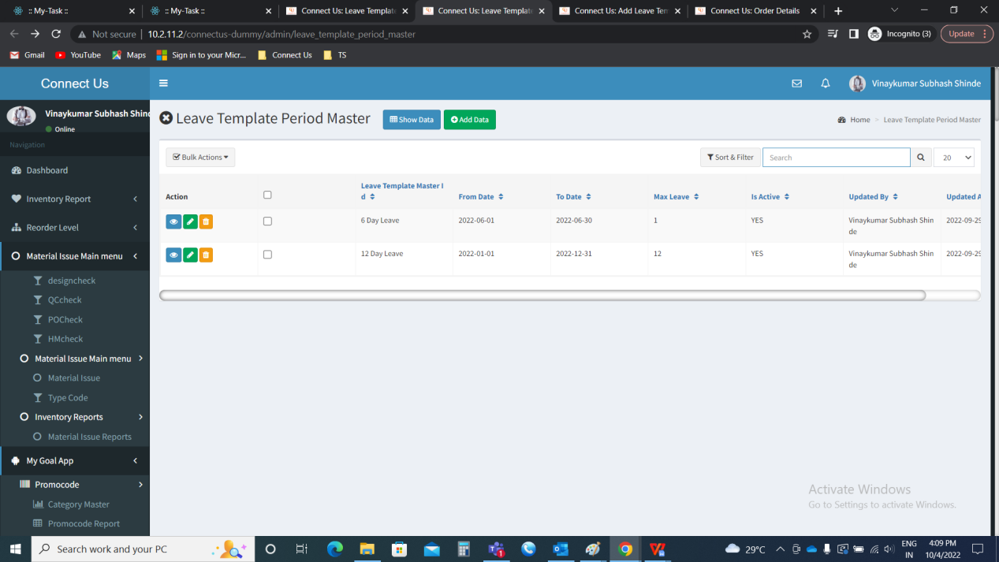 :: My-Task ::
:: My-Task ::
Connect Us: Leave Template
Connect Us: Leave Template
Connect Us: Add Leave Tem
Connect Us: Order Details
Not secure | 10.2.11.2/connectus-dummy/admin/leave_template_period_master
Incognito (3)
Update
Gmail
YouTube
Maps
Sign in to your Micr...
Connect Us
TS
Connect Us
Vinaykumar Subhash Shinde
Vinaykumar Subhash Shin
Online
Navigation
Dashboard
Inventory Report
Reorder Level
Material Issue Main menu
designcheck
QCcheck
POCheck
HMcheck
Material Issue Main menu
Material Issue
Type Code
Inventory Reports
Material Issue Reports
My Goal App
Promocode
Category Master
Promocode Report
Leave Template Period Master
Show Data
Add Data
Home > Leave Template Period Master
Bulk Actions
Sort & Filter
Search
20
Action
Leave Template Master I
d
From Date
To Date
Max Leave
Is Active
Updated By
Updated A
6 Day Leave
2022-06-01
2022-06-30
1
YES
Vinaykumar Subhash Shin
de
2022-09-29
12 Day Leave
2022-01-01
2022-12-31
12
YES
Vinaykumar Subhash Shin
de
2022-09-29
Activate Windows
Go to Settings to activate Windows.
Search work and your PC
1
29°C
ENG
IN
4:09 PM
10/4/2022